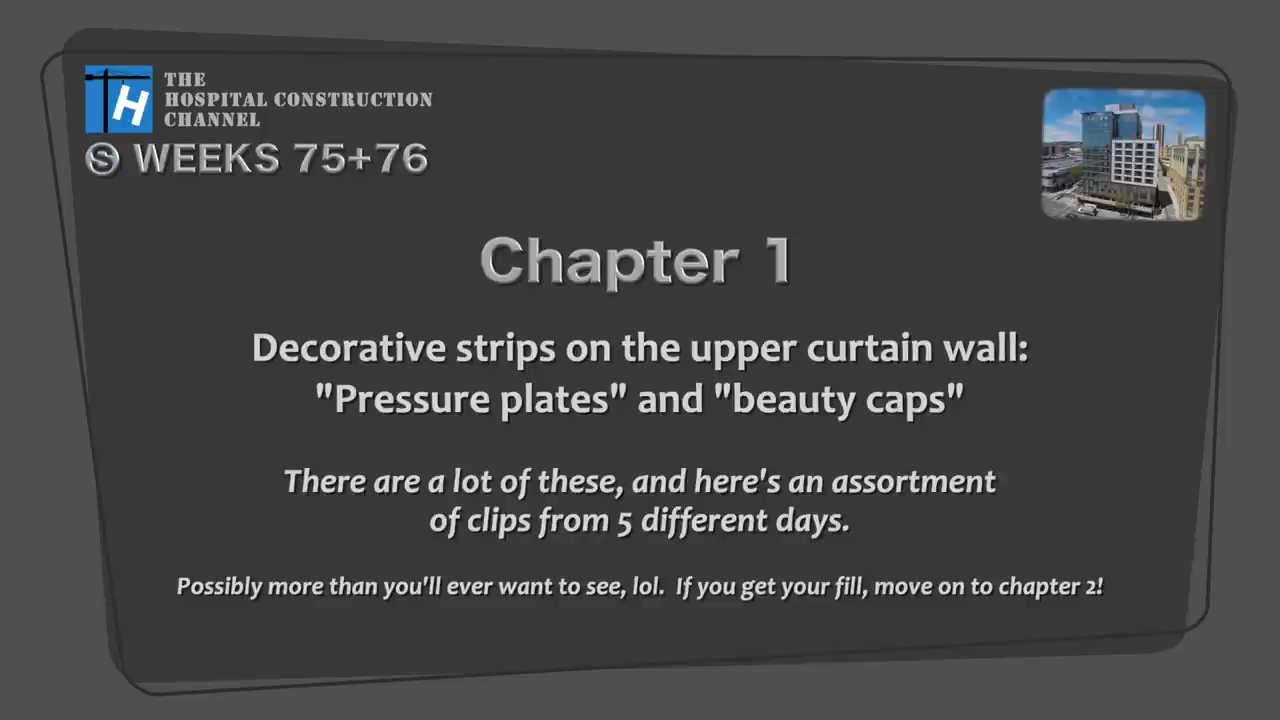 THE
HOSPITAL CONSTRUCTION
CHANNEL
H
Ⓢ WEEKS 75+76
Chapter 1
Decorative strips on the upper curtain wall:
"Pressure plates" and "beauty caps"
There are a lot of these, and here's an assortment
of clips from 5 different days.
Possibly more than you'll ever want to see, lol.  If you get your fill, move on to chapter 2!